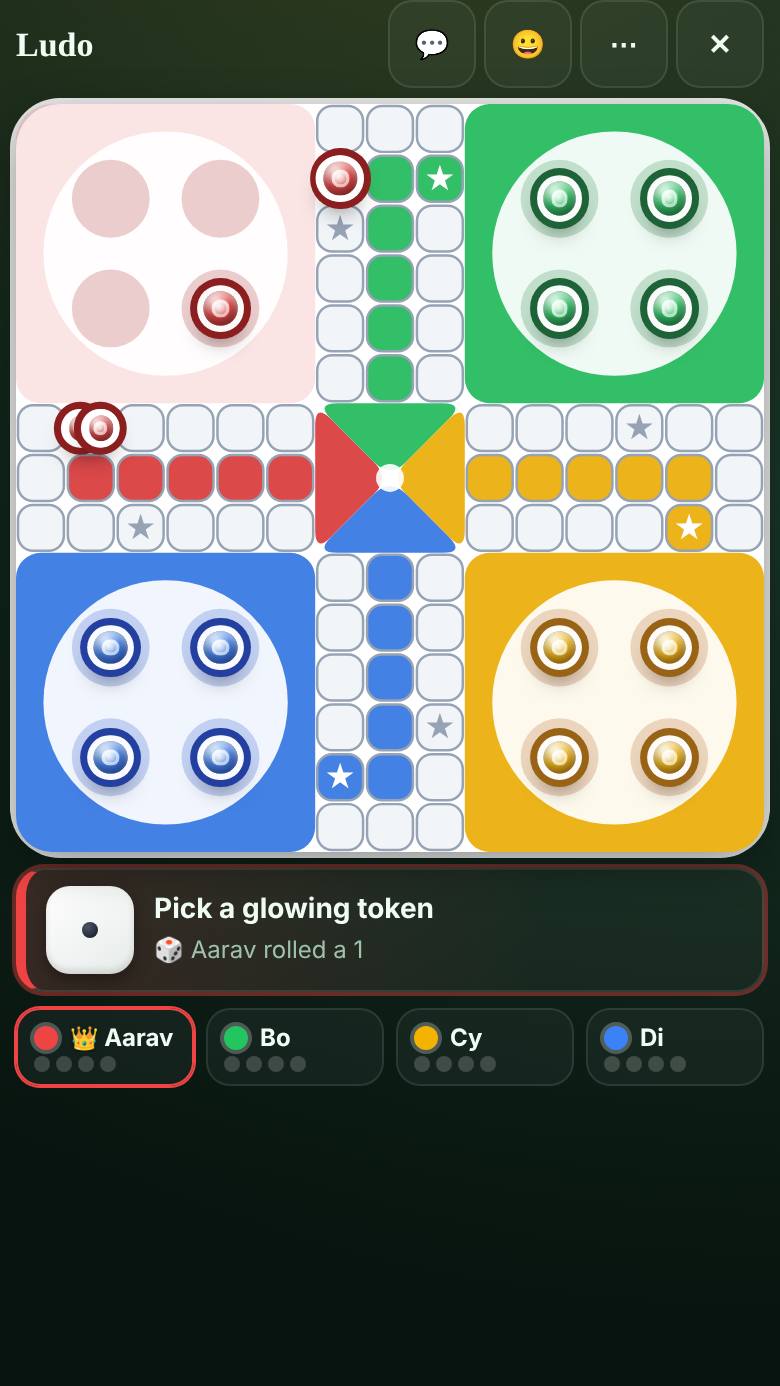 Ludo
Pick a glowing token
🎲 Aarav rolled a 1
👑 Aarav
Bo
Cy
Di